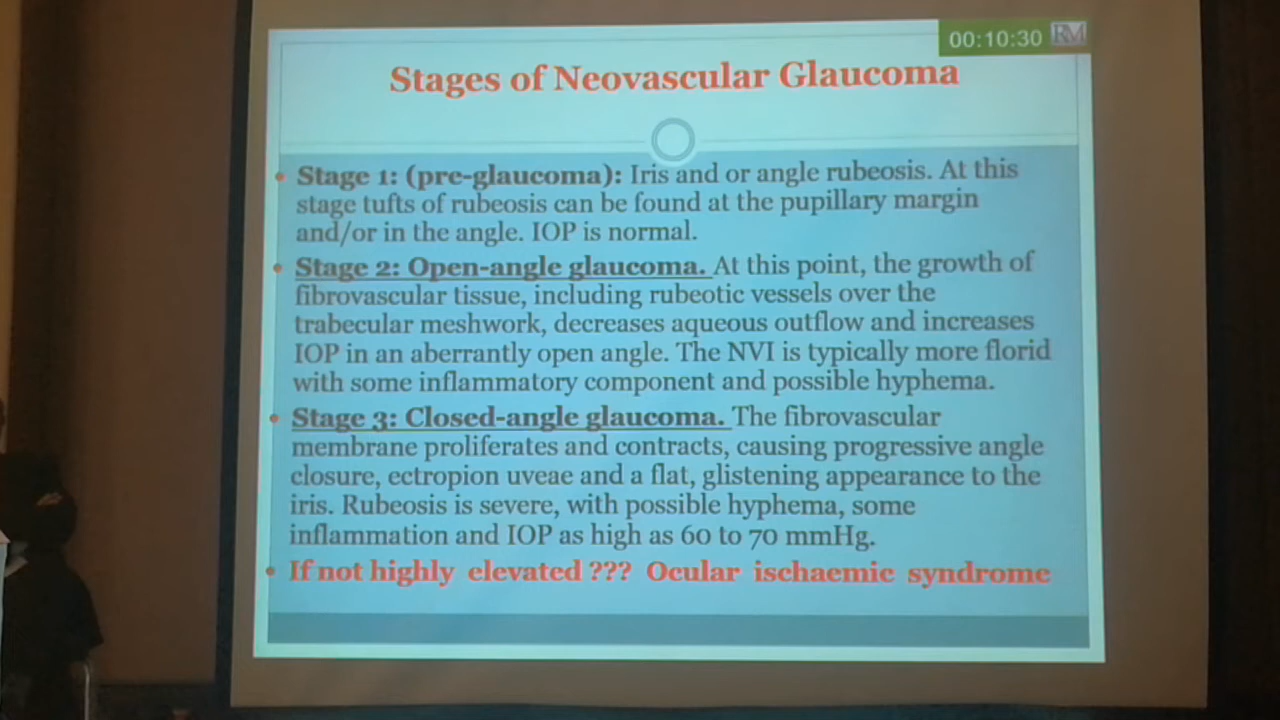 00:10:30 RM
Stages of Neovascular Glaucoma
• Stage 1: (pre-glaucoma): Iris and or angle rubeosis. At this
stage tufts of rubeosis can be found at the pupillary margin
and/or in the angle. IOP is normal.
• Stage 2: Open-angle glaucoma. At this point, the growth of
fibrovascular tissue, including rubeotic vessels over the
trabecular meshwork, decreases aqueous outflow and increases
IOP in an aberrantly open angle. The NVI is typically more florid
with some inflammatory component and possible hyphema.
• Stage 3: Closed-angle glaucoma. The fibrovascular
membrane proliferates and contracts, causing progressive angle
closure, ectropion uveae and a flat, glistening appearance to the
iris. Rubeosis is severe, with possible hyphema, some
inflammation and IOP as high as 60 to 70 mmHg.
• If not highly elevated ??? Ocular ischaemic syndrome